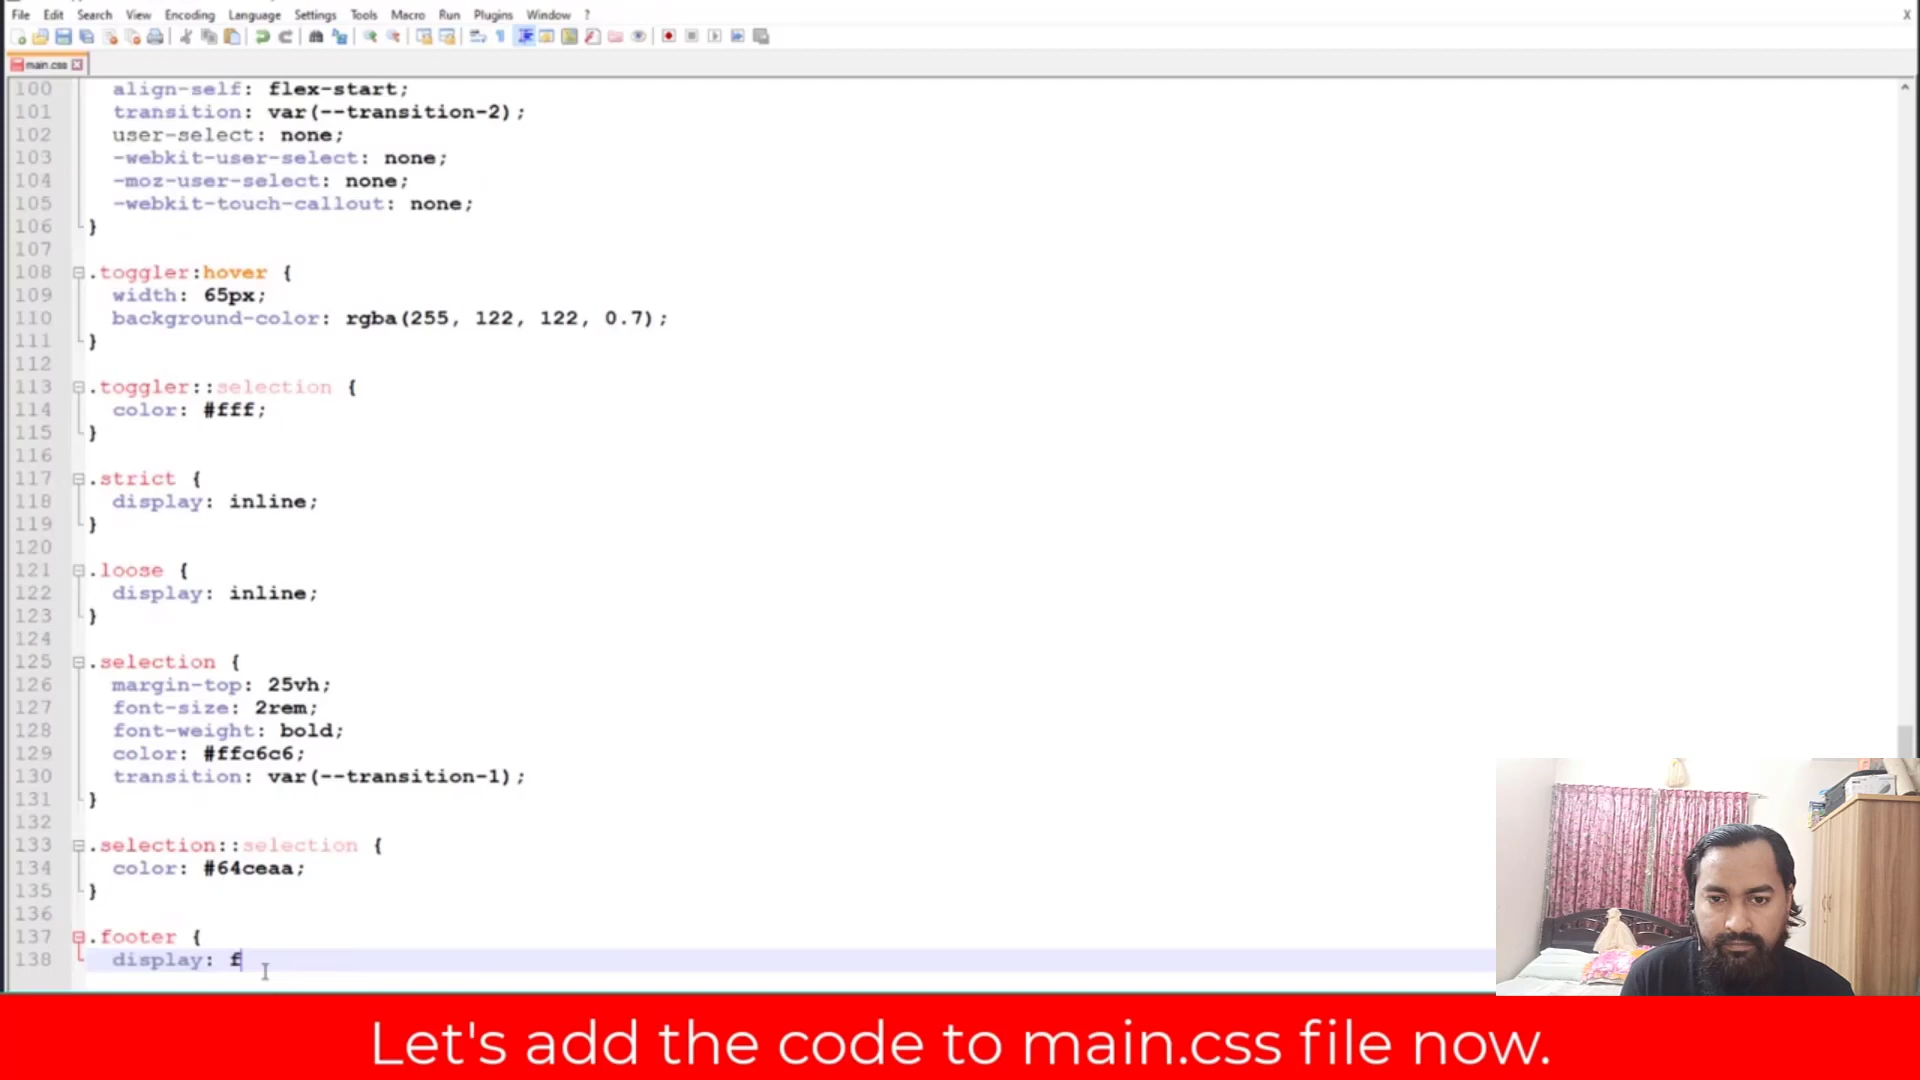 File Edit Search View Encoding Language Settings Tools Macro Run Plugins Window ? X
main.css
100 align-self: flex-start;
101 transition: var(--transition-2);
102 user-select: none;
103 -webkit-user-select: none;
104 -moz-user-select: none;
105 -webkit-touch-callout: none;
106 }
107
108 .toggler:hover {
109 width: 65px;
110 background-color: rgba(255, 122, 122, 0.7);
111 }
112
113 .toggler::selection {
114 color: #fff;
115 }
116
117 .strict {
118 display: inline;
119 }
120
121 .loose {
122 display: inline;
123 }
124
125 .selection {
126 margin-top: 25vh;
127 font-size: 2rem;
128 font-weight: bold;
129 color: #ffc6c6;
130 transition: var(--transition-1);
131 }
132
133 .selection::selection {
134 color: #64ceaa;
135 }
136
137 .footer {
138 display: f
Let's add the code to main.css file now.